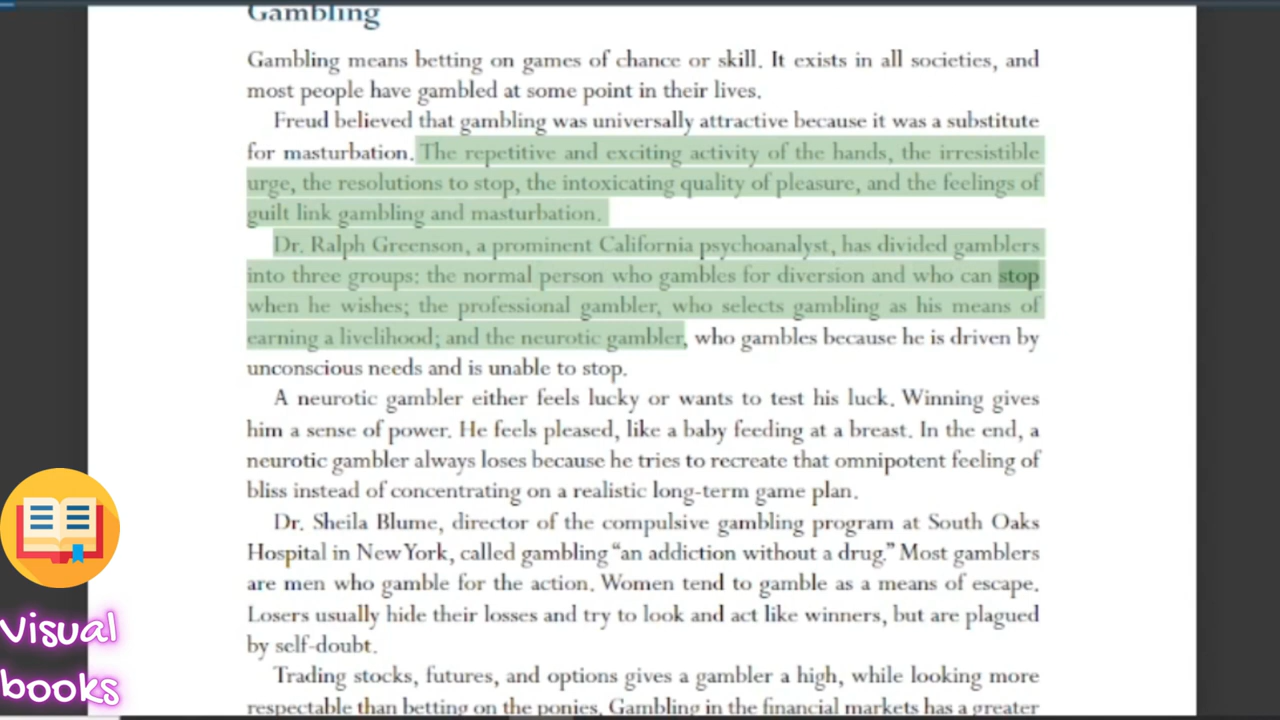 Gambling
Gambling means betting on games of chance or skill. It exists in all societies, and
most people have gambled at some point in their lives.
Freud believed that gambling was universally attractive because it was a substitute
for masturbation. The repetitive and exciting activity of the hands, the irresistible
urge, the resolutions to stop, the intoxicating quality of pleasure, and the feelings of
guilt link gambling and masturbation.
Dr. Ralph Greenson, a prominent California psychoanalyst, has divided gamblers
into three groups: the normal person who gambles for diversion and who can stop
when he wishes; the professional gambler, who selects gambling as his means of
earning a livelihood; and the neurotic gambler, who gambles because he is driven by
unconscious needs and is unable to stop.
A neurotic gambler either feels lucky or wants to test his luck. Winning gives
him a sense of power. He feels pleased, like a baby feeding at a breast. In the end, a
neurotic gambler always loses because he tries to recreate that omnipotent feeling of
bliss instead of concentrating on a realistic long-term game plan.
Dr. Sheila Blume, director of the compulsive gambling program at South Oaks
Hospital in New York, called gambling “an addiction without a drug.” Most gamblers
are men who gamble for the action. Women tend to gamble as a means of escape.
Losers usually hide their losses and try to look and act like winners, but are plagued
by self-doubt.
Trading stocks, futures, and options gives a gambler a high, while looking more
respectable than betting on the ponies. Gambling in the financial markets has a greater
Visual
books